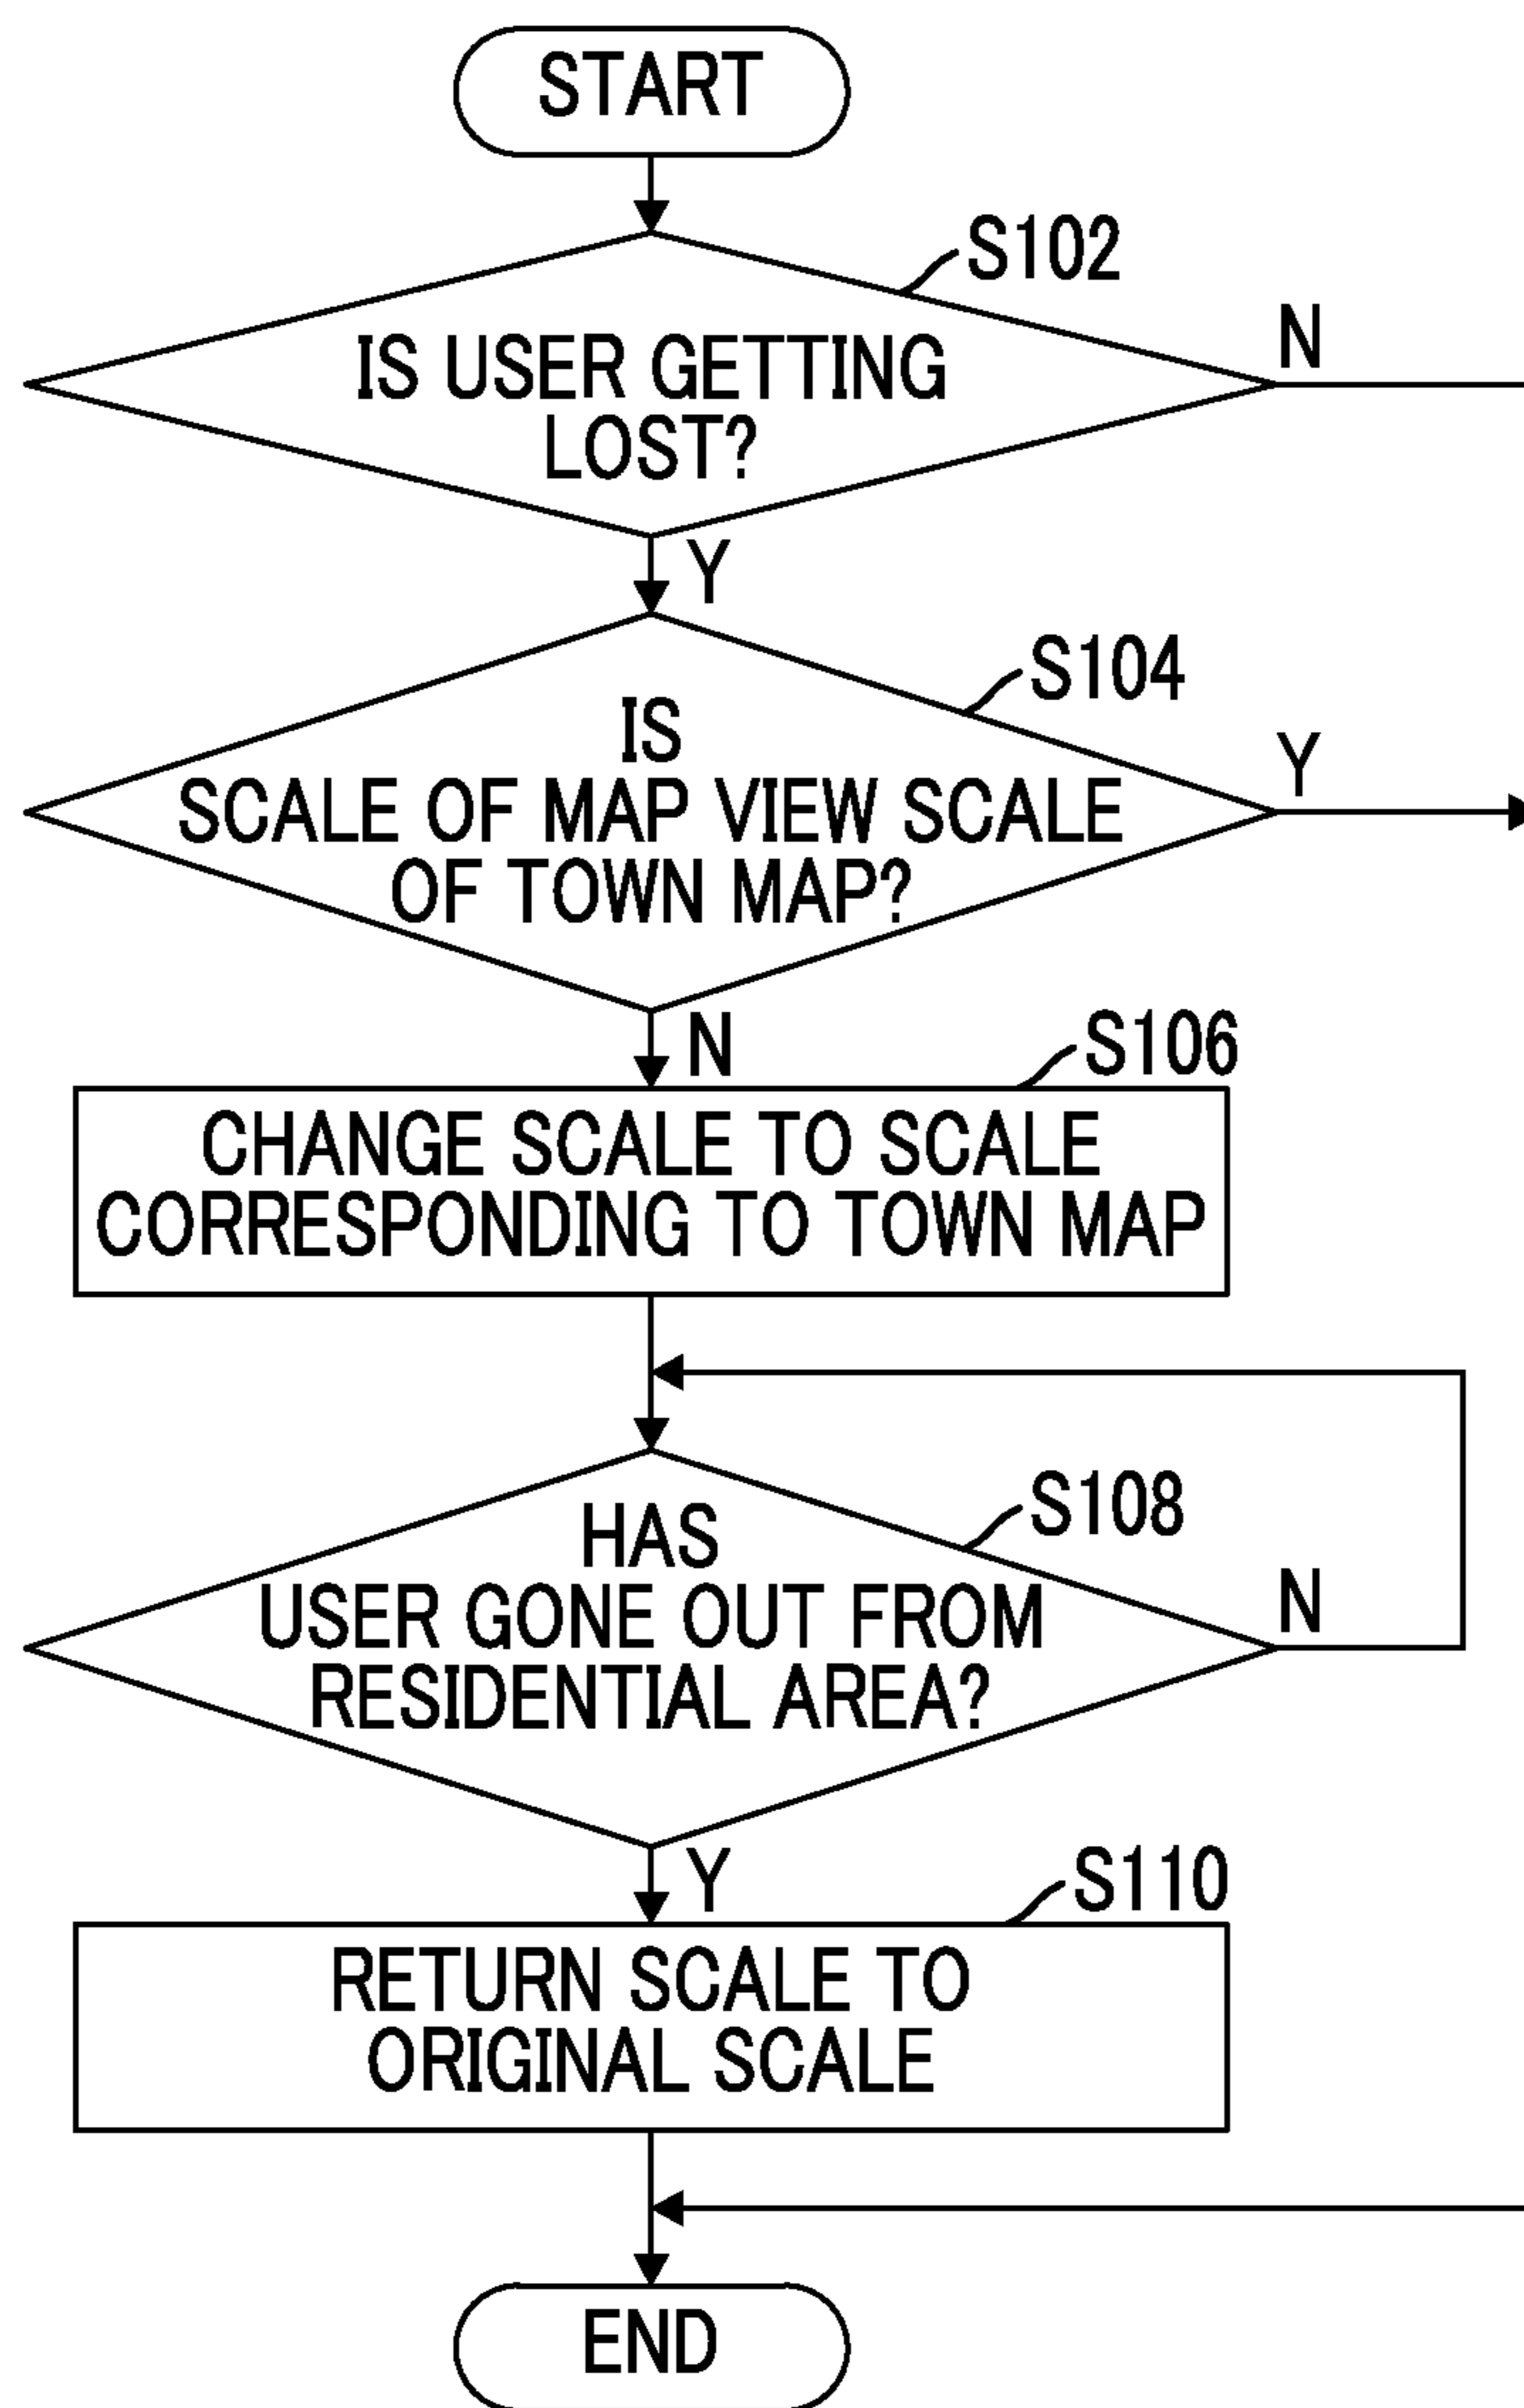 START
S102
N
IS USER GETTING
LOST?
Y
S104
IS
Y
SCALE OF MAP VIEW SCALE
OF TOWN MAP?
N
S106
CHANGE SCALE TO SCALE
CORRESPONDING TO TOWN MAP
S108
HAS
N
USER GONE OUT FROM
RESIDENTIAL AREA?
Y
S110
RETURN SCALE TO
ORIGINAL SCALE
END